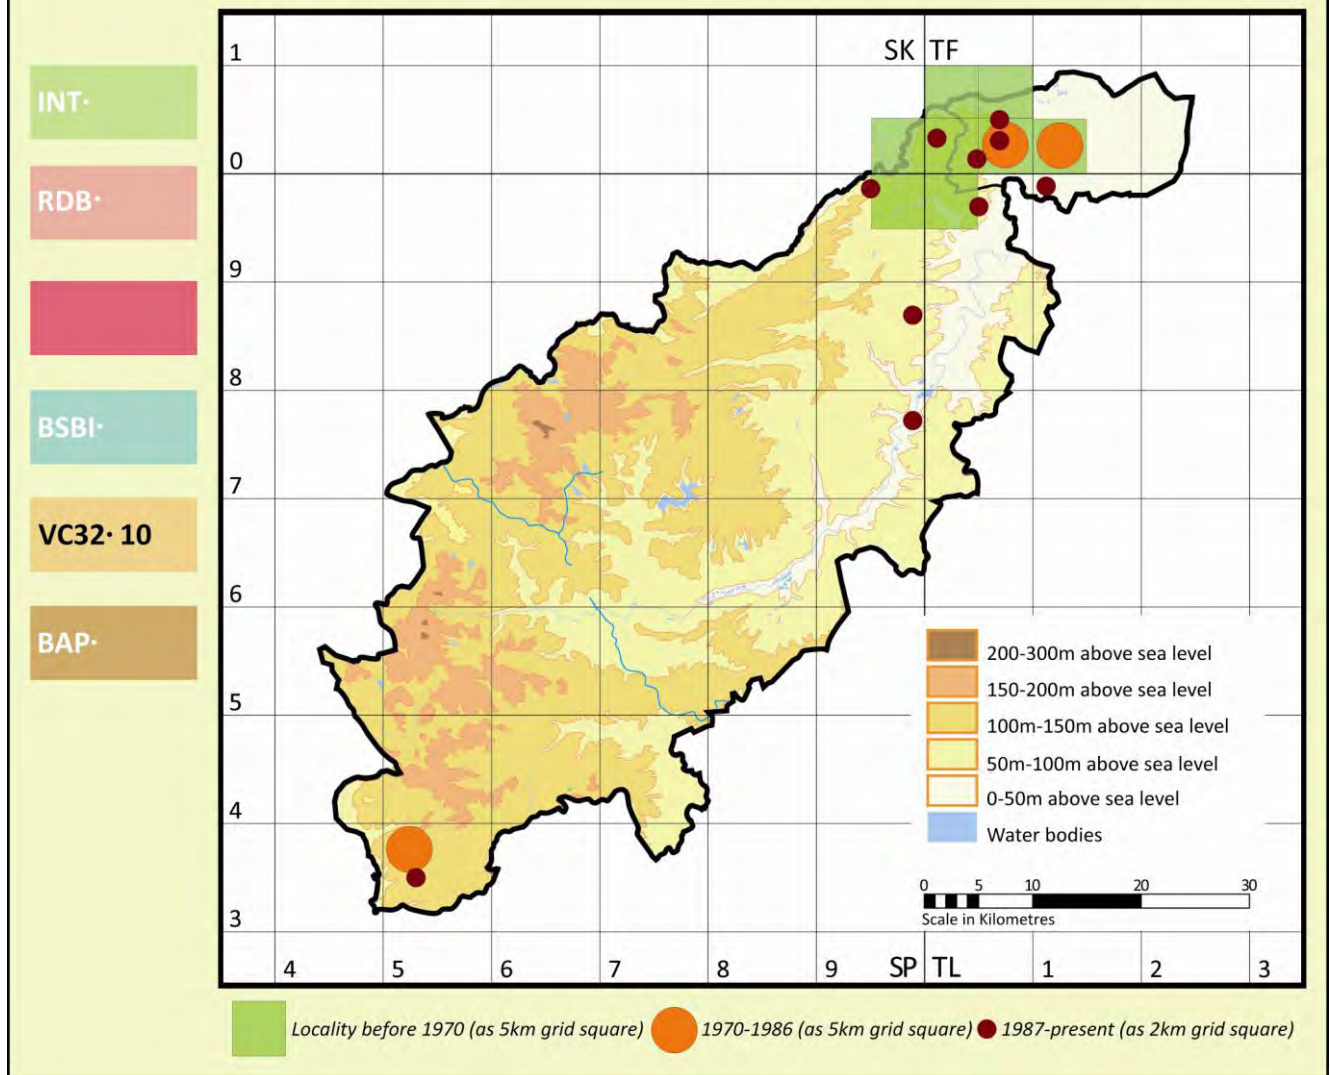 INT·
RDB·
BSBI·
VC32· 10
BAP·
SK TF
1
0
9
8
7
6
5
4
3
4 5 6 7 8 9 SP TL 1 2 3
200-300m above sea level
150-200m above sea level
100m-150m above sea level
50m-100m above sea level
0-50m above sea level
Water bodies
0 5 10 20 30
Scale in Kilometres
Locality before 1970 (as 5km grid square) 1970-1986 (as 5km grid square) 1987-present (as 2km grid square)